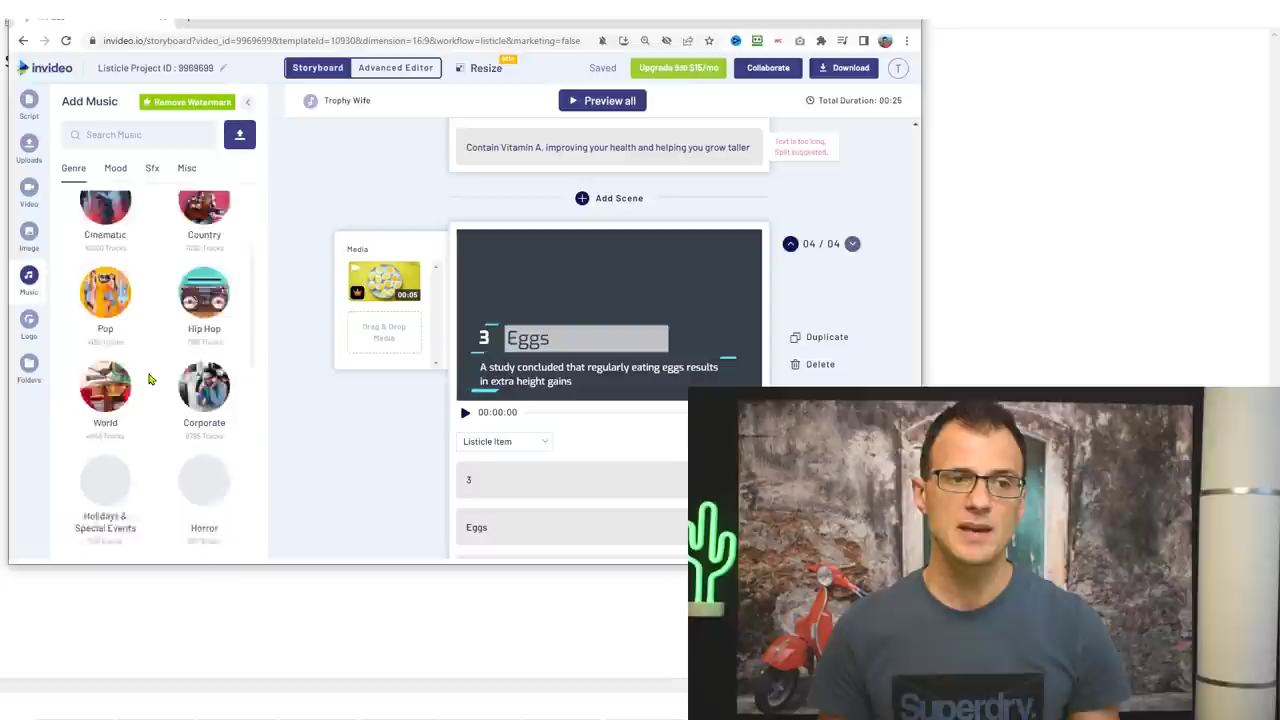 invideo.io/storyboard?video_id=9969699&templateId=10930&dimension=16:9&workflow=listicle&marketing=false
invideo
Listicle Project ID : 9969699
Storyboard
Advanced Editor
Resize
Saved
$15/mo
Collaborate
Download
T
Script
Uploads
Video
Image
Music
Logo
Folders
Add Music
Remove Watermark
Search Music
Genre
Mood
Sfx
Misc
Cinematic
Country
Pop
Hip Hop
World
Corporate
Holidays &
Special Events
Horror
Trophy Wife
Preview all
Total Duration: 00:25
Contain Vitamin A, improving your health and helping you grow taller
Text is too long,
Split suggested.
Add Scene
Media
00:05
Drag & Drop
Media
3
Eggs
A study concluded that regularly eating eggs results
in extra height gains
04 / 04
Duplicate
Delete
00:00:00
Listicle Item
3
Eggs
Superdry.